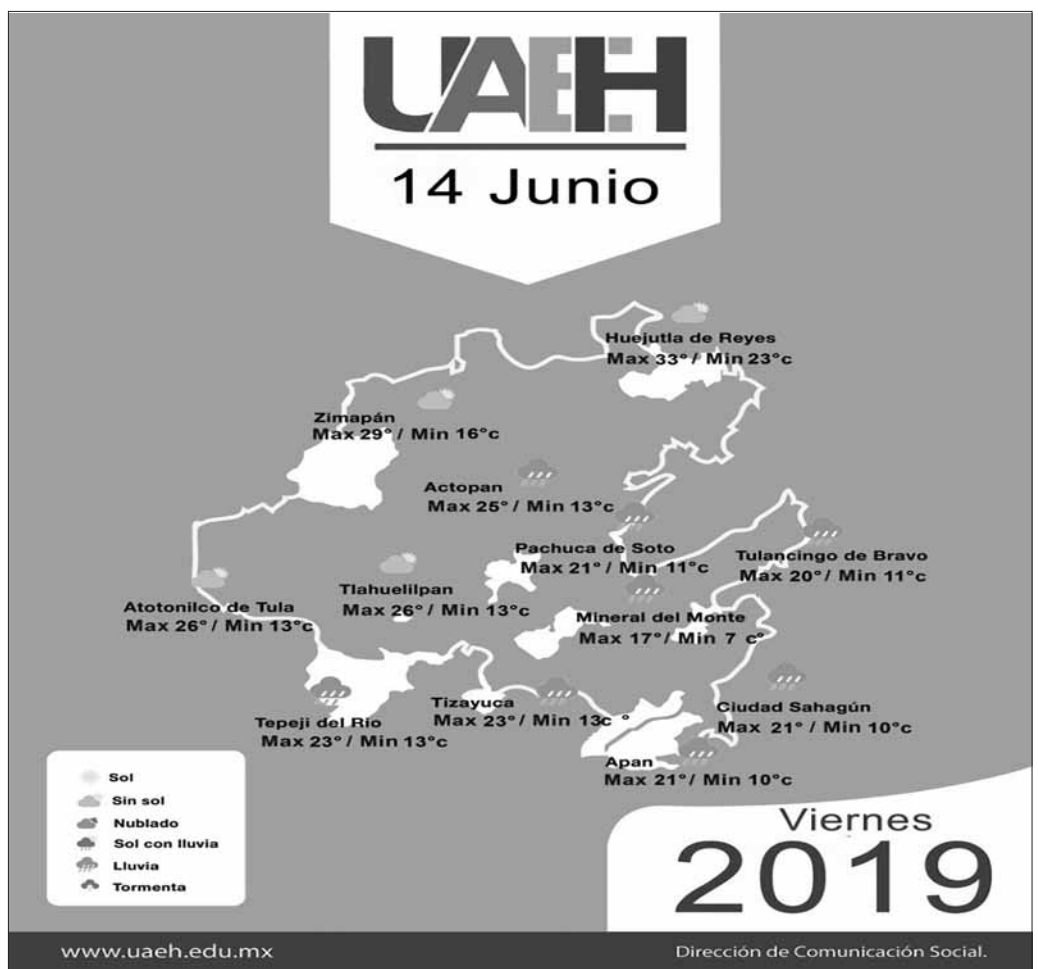 UAEH
14 Junio
Huejutla de Reyes
Max 33° / Min 23°c
Zimapán
Max 29° / Min 16°c
Actopan
Max 25° / Min 13°c
Pachuca de Soto
Max 21° / Min 11°c
Tulancingo de Bravo
Max 20° / Min 11°c
Tlahuelilpan
Max 26° / Min 13°c
Atotonilco de Tula
Max 26° / Min 13°c
Mineral del Monte
Max 17° / Min 7 c°
Tizayuca
Max 23° / Min 13c °
Ciudad Sahagún
Max 21° / Min 10°c
Tepeji del Río
Max 23° / Min 13°c
Apan
Max 21° / Min 10°c
Sol
Sin sol
Nublado
Sol con lluvia
Lluvia
Tormenta
Viernes
2019
www.uaeh.edu.mx
Dirección de Comunicación Social.